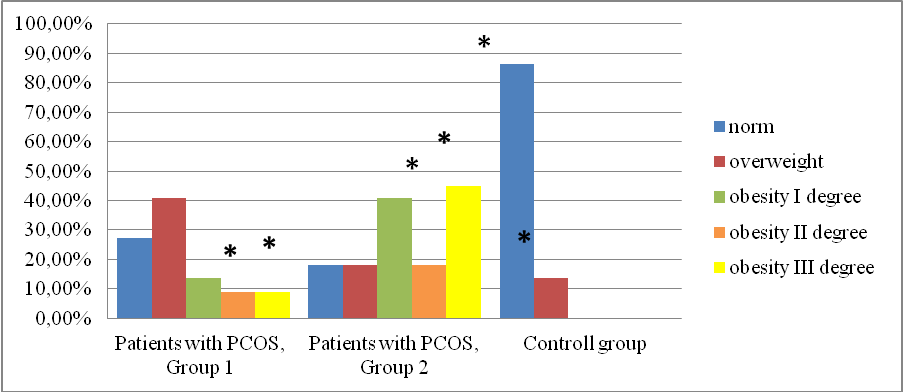 100,00%
90,00%
80,00%
70,00%
60,00%
50,00%
40,00%
30,00%
20,00%
10,00%
0,00%
*
*
*
*
*
*
Patients with PCOS,
Group 1
Patients with PCOS,
Group 2
Controll group
norm
overweight
obesity I degree
obesity II degree
obesity III degree